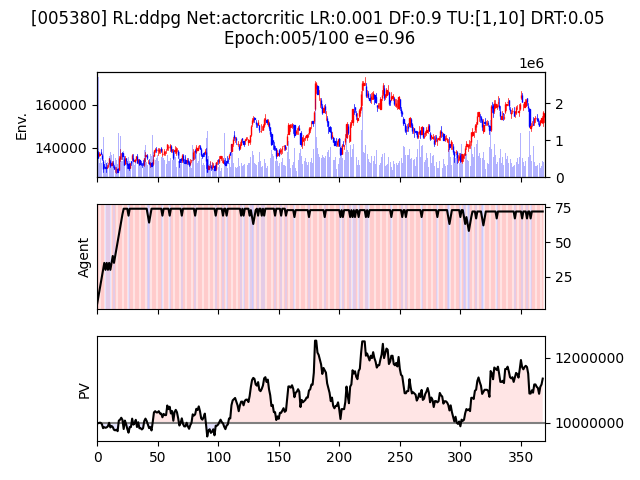 [005380] RL:ddpg Net:actorcritic LR:0.001 DF:0.9 TU:[1,10] DRT:0.05
Epoch:005/100 e=0.96
1e6
Env.
160000
140000
2
1
0
Agent
75
50
25
PV
12000000
10000000
0 50 100 150 200 250 300 350